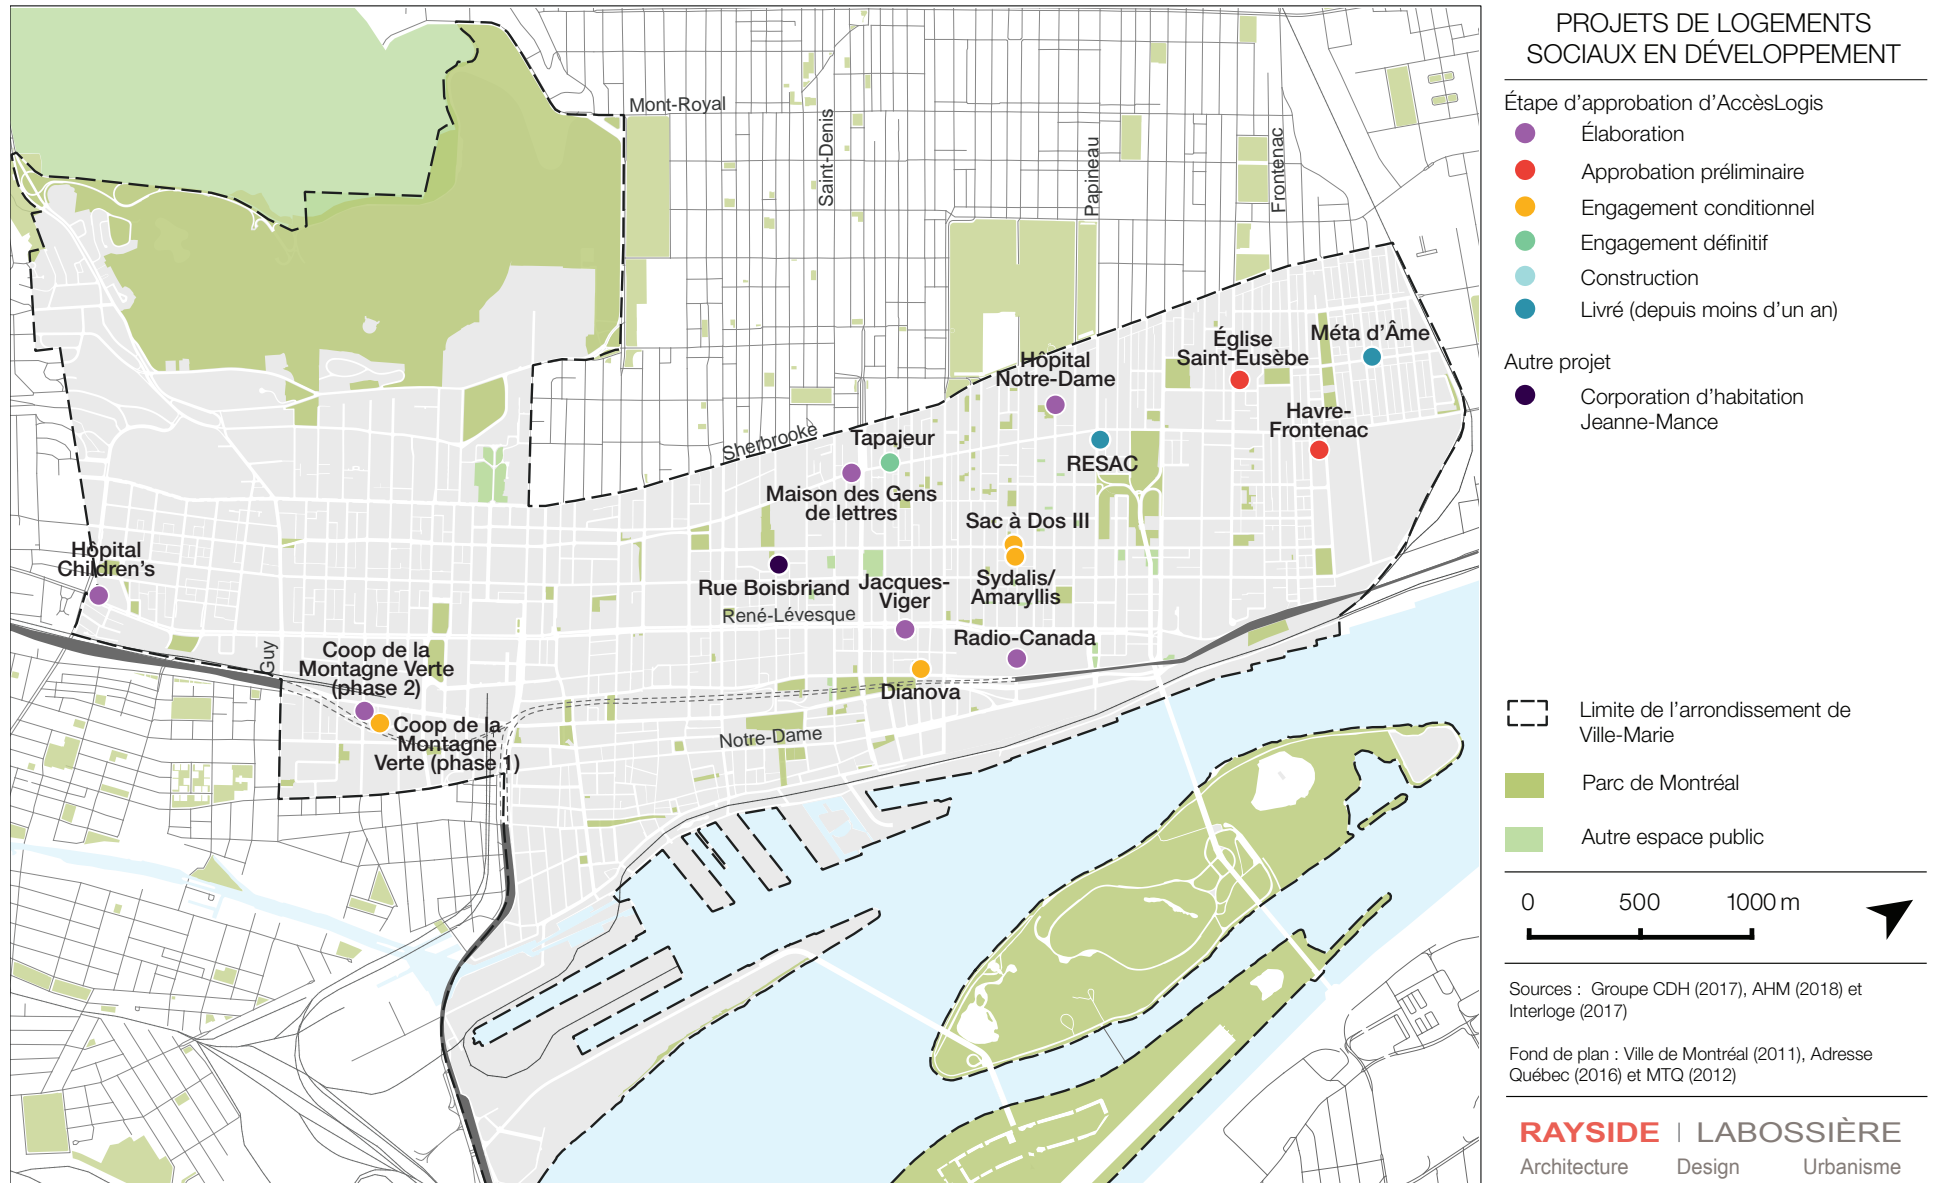 PROJETS DE LOGEMENTS
SOCIAUX EN DÉVELOPPEMENT
Étape d'approbation d'AccèsLogis
Élaboration
Approbation préliminaire
Engagement conditionnel
Engagement définitif
Construction
Livré (depuis moins d'un an)
Autre projet
Corporation d'habitation
Jeanne-Mance
Limite de l'arrondissement de
Ville-Marie
Parc de Montréal
Autre espace public
0 500 1000 m
Sources : Groupe CDH (2017), AHM (2018) et
Interloge (2017)
Fond de plan : Ville de Montréal (2011), Adresse
Québec (2016) et MTQ (2012)
RAYSIDE | LABOSSIÈRE
Architecture Design Urbanisme
Mont-Royal
Saint-Denis
Papineau
Frontenac
Sherbrooke
René-Lévesque
Notre-Dame
Guy
Méta d'Âme
Église
Saint-Eusèbe
Hôpital
Notre-Dame
Havre-
Frontenac
Tapajeur
RESAC
Maison des Gens
de lettres
Sac à Dos III
Sydalis/
Amaryllis
Hôpital
Children's
Rue Boisbriand
Jacques-
Viger
Radio-Canada
Dianova
Coop de la
Montagne Verte
(phase 2)
Coop de la
Montagne
Verte (phase 1)